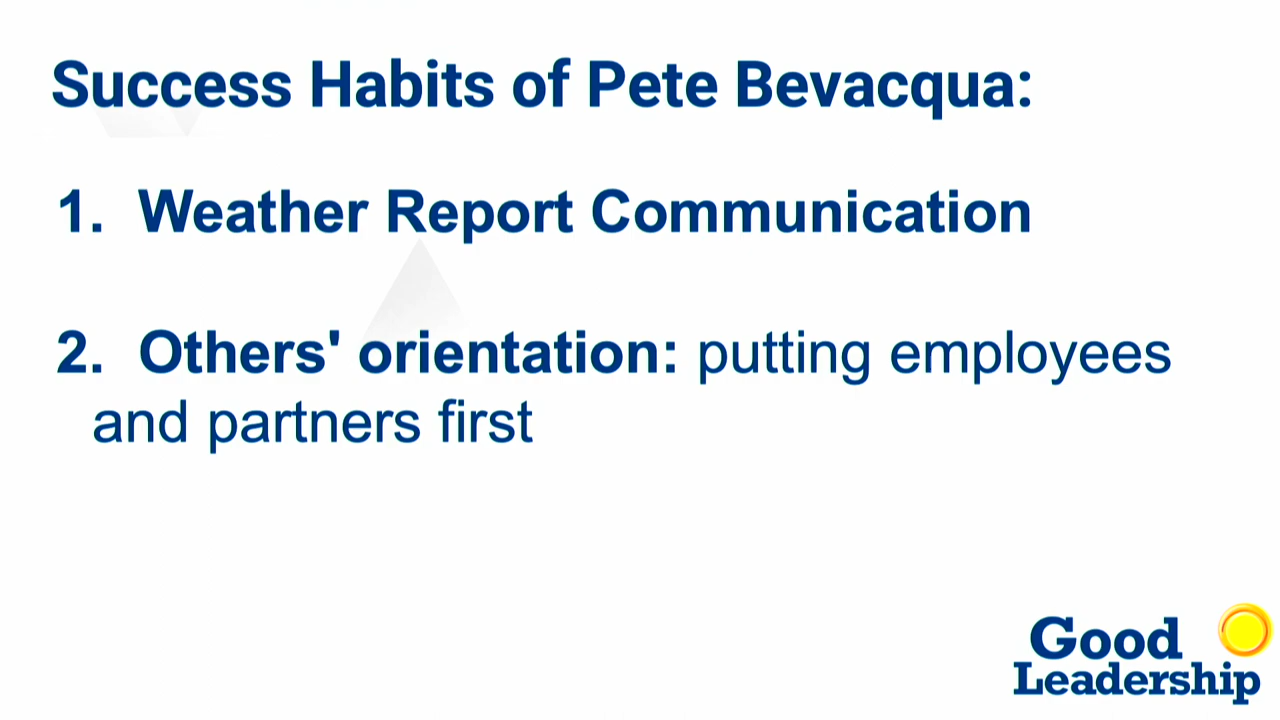 Success Habits of Pete Bevacqua:
1. Weather Report Communication
2. Others' orientation: putting employees
and partners first
Good
Leadership